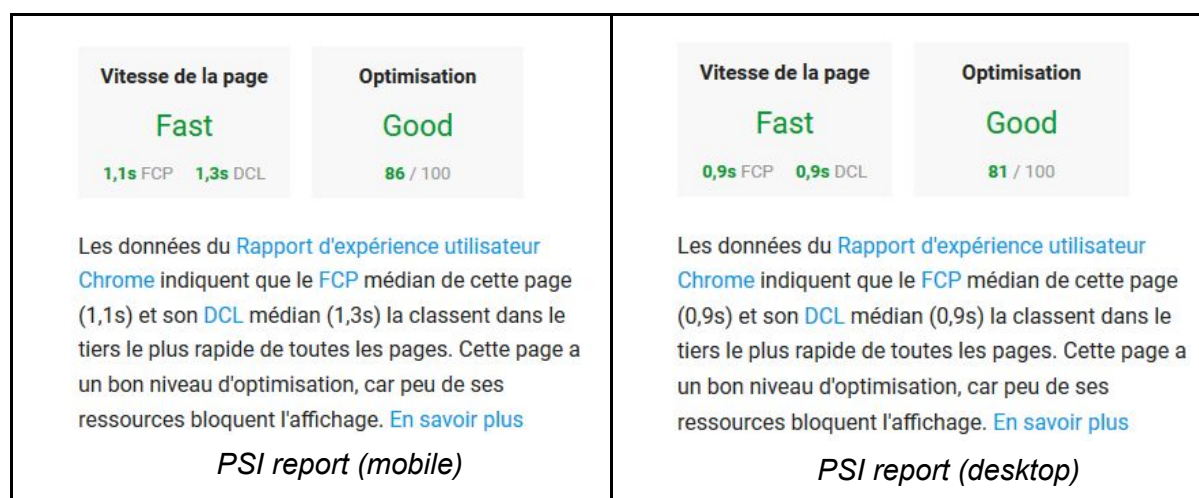 Vitesse de la page
Optimisation
Fast
Good
1,1s FCP 1,3s DCL
86 / 100
Les données du Rapport d'expérience utilisateur
Chrome indiquent que le FCP médian de cette page
(1,1s) et son DCL médian (1,3s) la classent dans le
tiers le plus rapide de toutes les pages. Cette page a
un bon niveau d'optimisation, car peu de ses
ressources bloquent l'affichage. En savoir plus
PSI report (mobile)
Vitesse de la page
Optimisation
Fast
Good
0,9s FCP 0,9s DCL
81 / 100
Les données du Rapport d'expérience utilisateur
Chrome indiquent que le FCP médian de cette page
(0,9s) et son DCL médian (0,9s) la classent dans le
tiers le plus rapide de toutes les pages. Cette page a
un bon niveau d'optimisation, car peu de ses
ressources bloquent l'affichage. En savoir plus
PSI report (desktop)